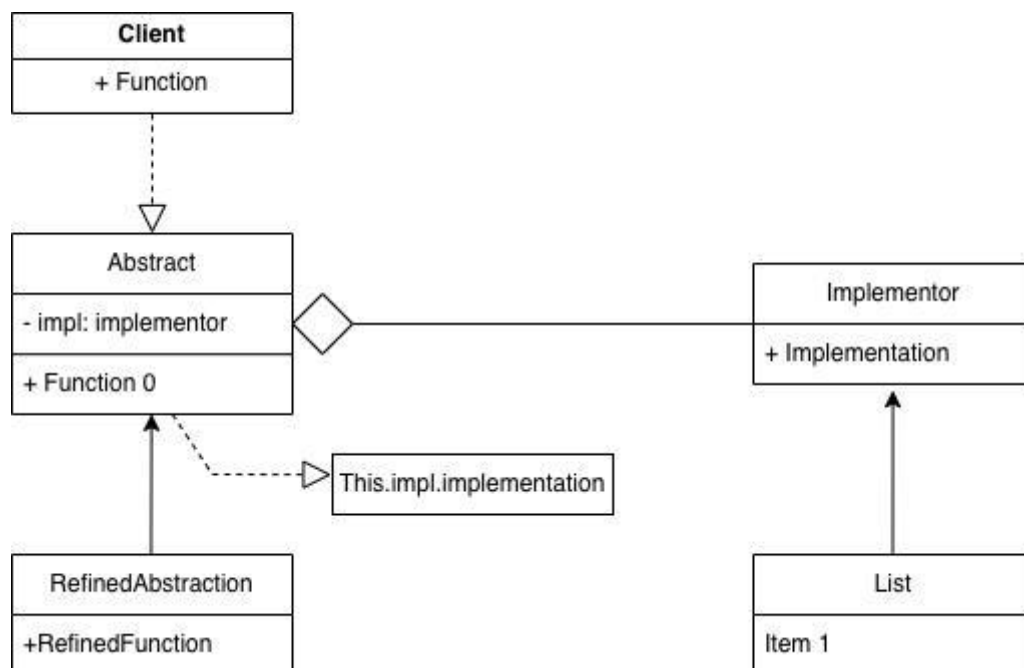 Client
+ Function
Abstract
- impl: implementor
+ Function 0
Implementor
+ Implementation
This.impl.implementation
RefinedAbstraction
+RefinedFunction
List
Item 1